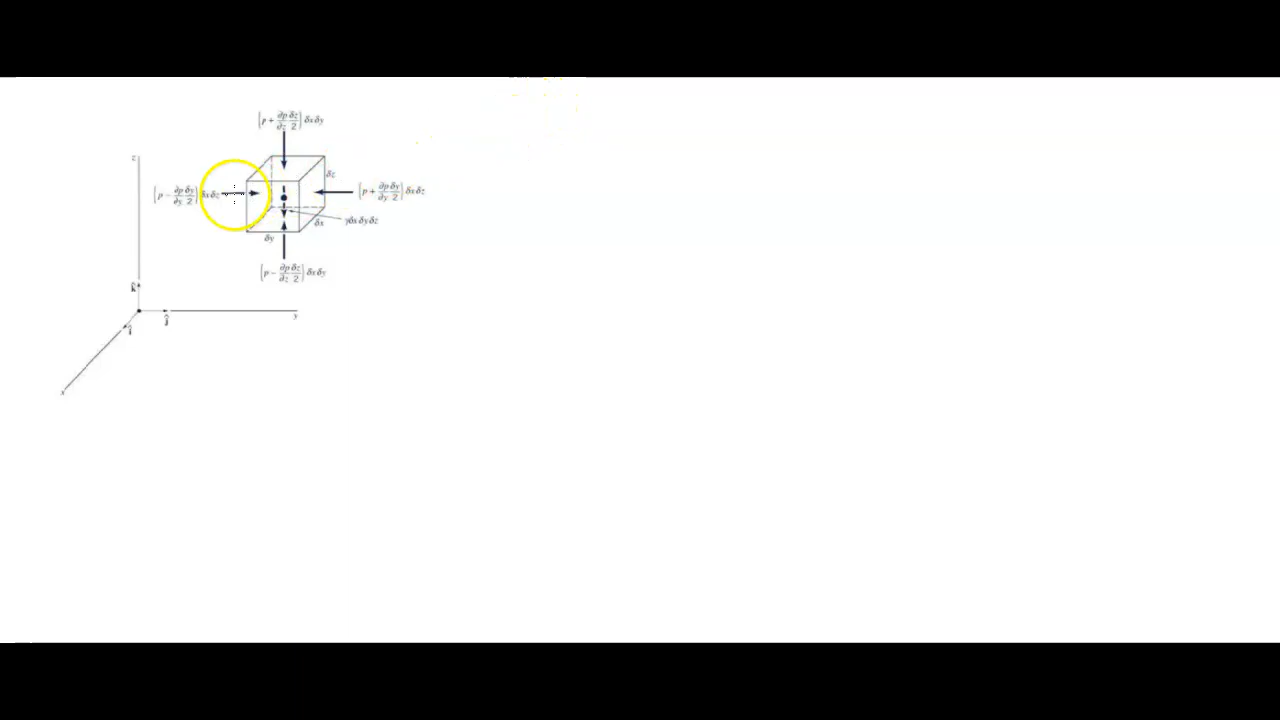 (p + ∂p/∂z δz/2) δx δy
z
δz
(p − ∂p/∂y δy/2) δx δz
(p + ∂p/∂y δy/2) δx δz
δx
γδx δy δz
δy
(p − ∂p/∂z δz/2) δx δy
k̂
ĵ
y
î
x